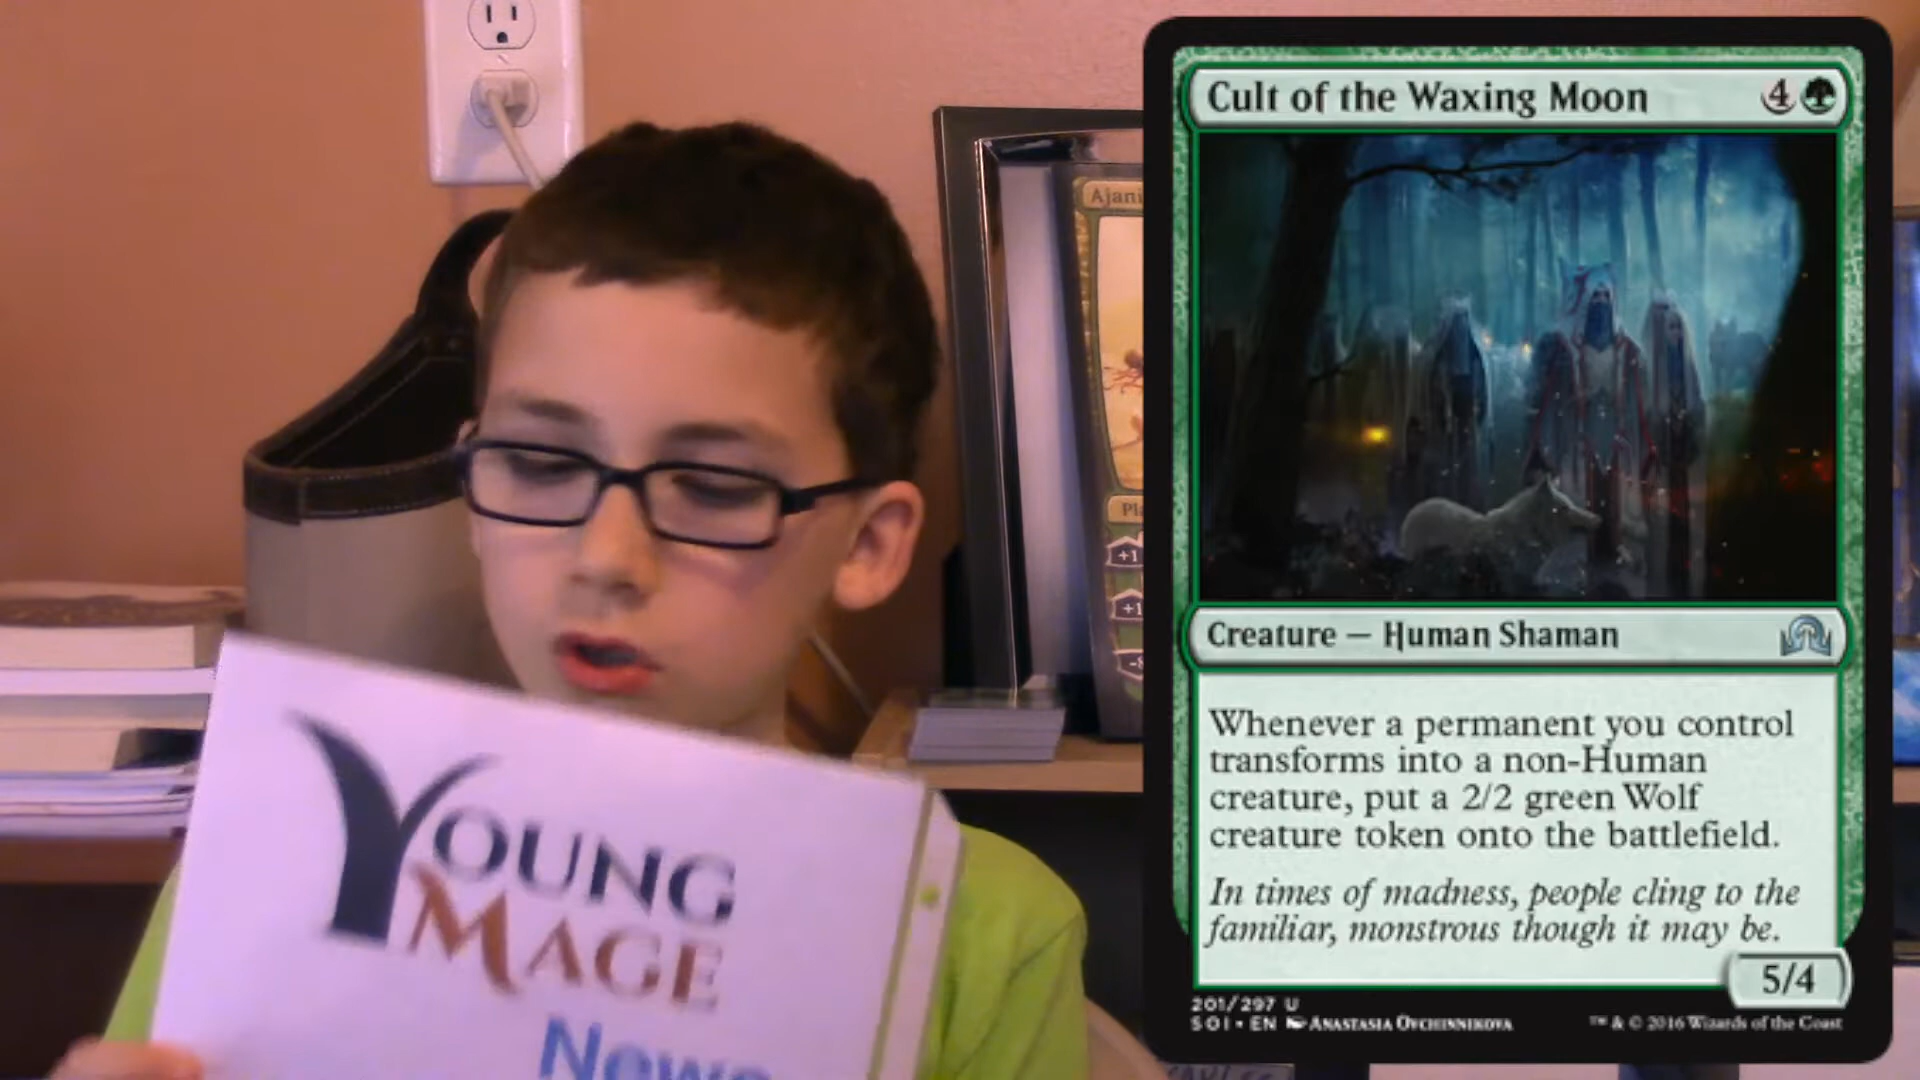 Young
Mage
News
Ajani
+1
+1
Cult of the Waxing Moon 4
Creature — Human Shaman
Whenever a permanent you control
transforms into a non-Human
creature, put a 2/2 green Wolf
creature token onto the battlefield.
In times of madness, people cling to the
familiar, monstrous though it may be.
5/4
201/297 U
SOI • EN Anastasia Ovchinnikova
™ & © 2016 Wizards of the Coast